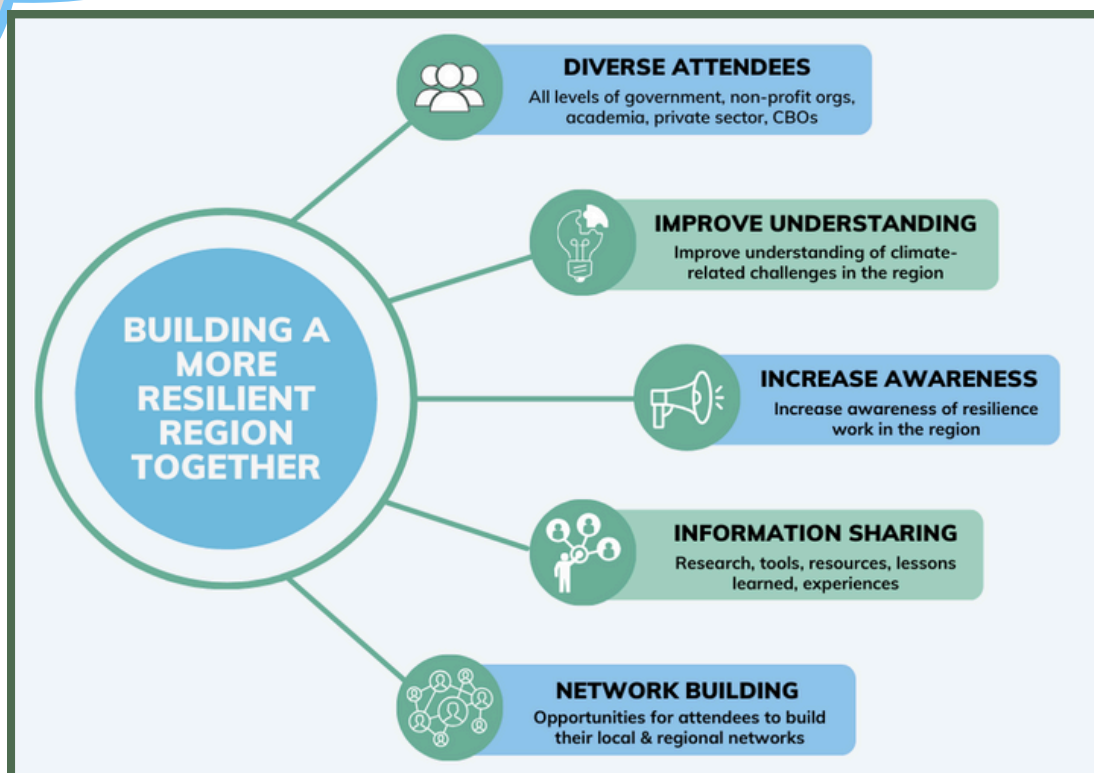 DIVERSE ATTENDEES
All levels of government, non-profit orgs,
academia, private sector, CBOs
IMPROVE UNDERSTANDING
Improve understanding of climate-
related challenges in the region
BUILDING A
MORE
RESILIENT
REGION
TOGETHER
INCREASE AWARENESS
Increase awareness of resilience
work in the region
INFORMATION SHARING
Research, tools, resources, lessons
learned, experiences
NETWORK BUILDING
Opportunities for attendees to build
their local & regional networks